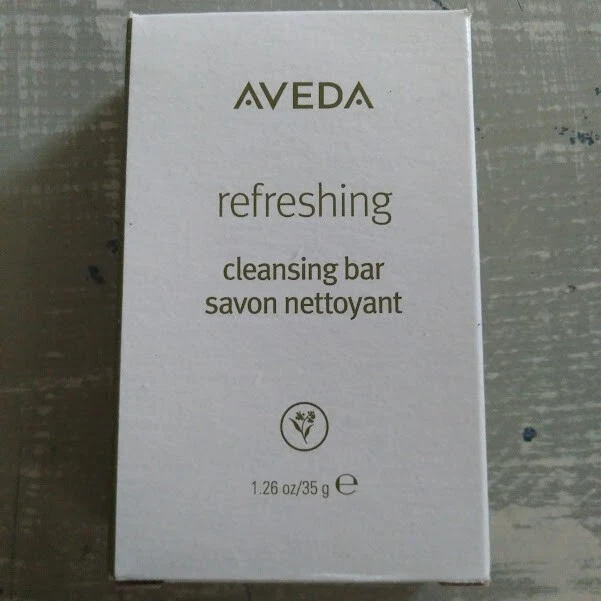 AVEDA
refreshing
cleansing bar
savon nettoyant
1.26 oz/35 g ℮